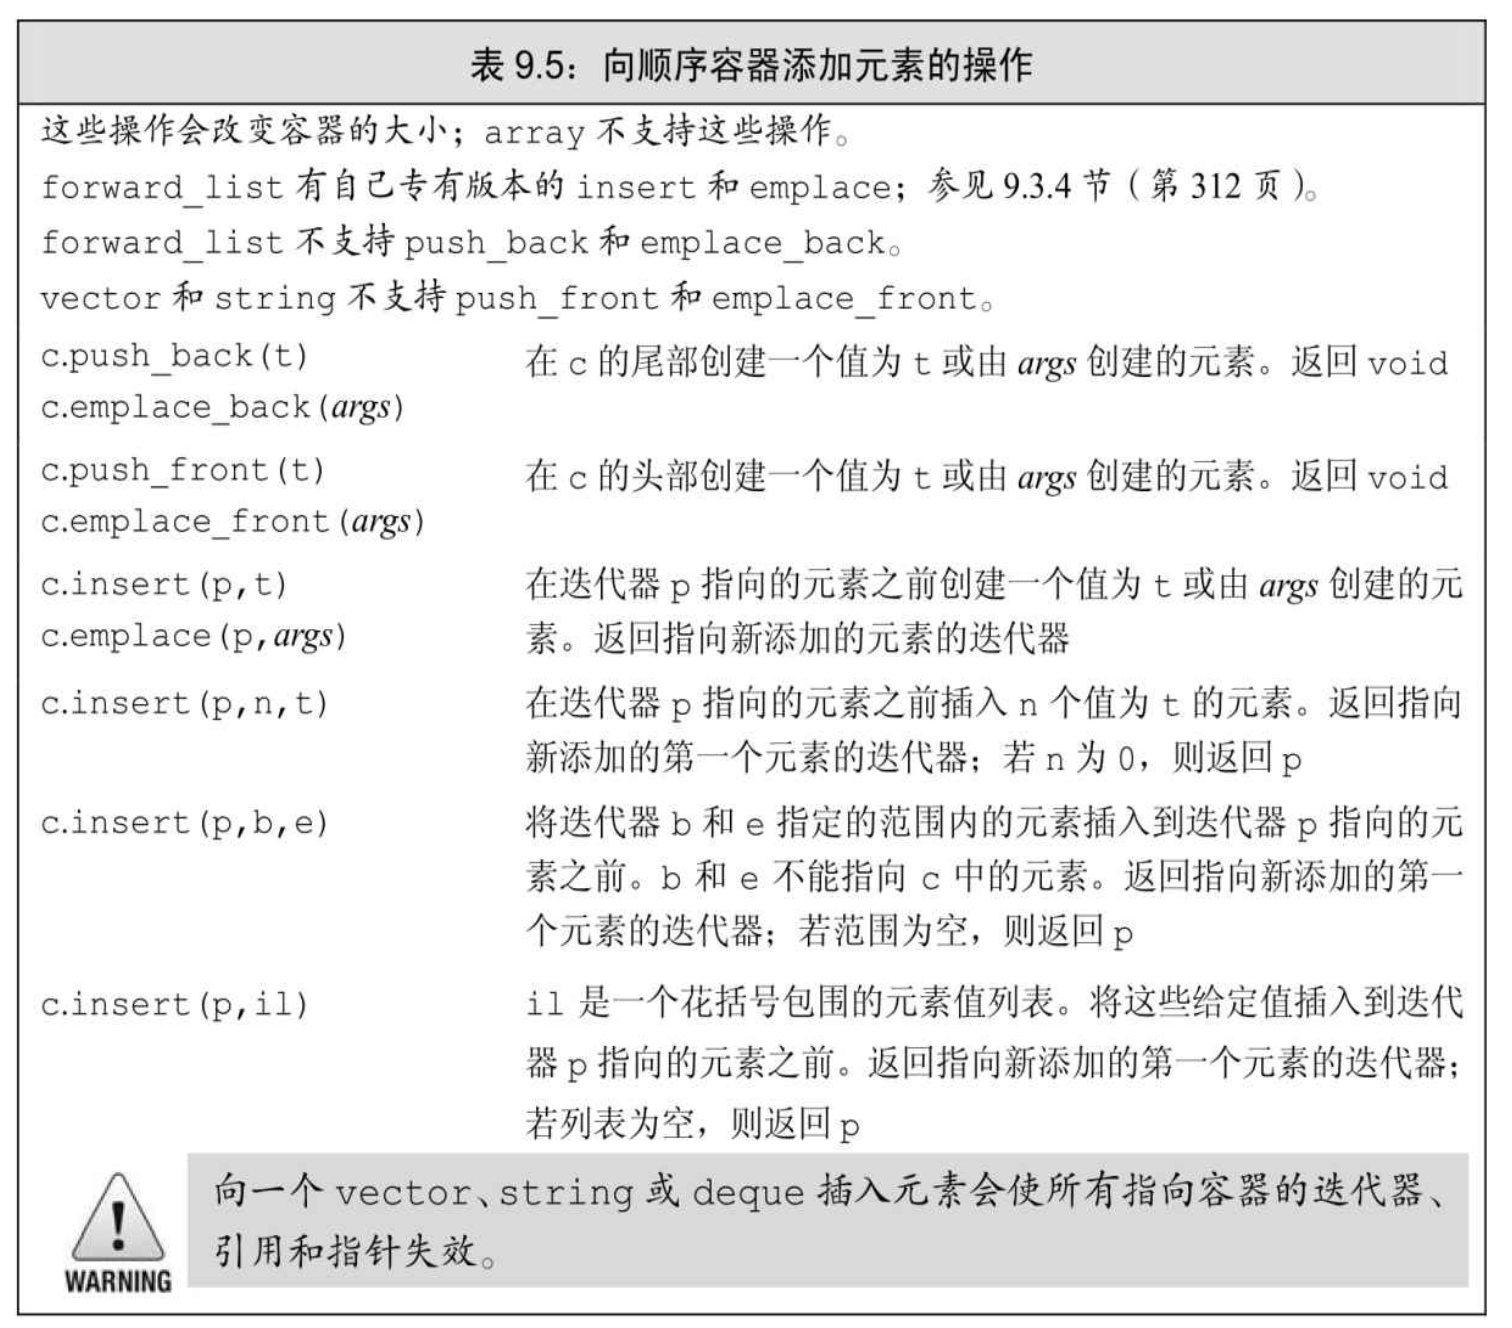 表 9.5：向顺序容器添加元素的操作
这些操作会改变容器的大小；array 不支持这些操作。
forward_list 有自己专有版本的 insert 和 emplace；参见 9.3.4 节（第 312 页）。
forward_list 不支持 push_back 和 emplace_back。
vector 和 string 不支持 push_front 和 emplace_front。
c.push_back(t) 在 c 的尾部创建一个值为 t 或由 args 创建的元素。返回 void
c.emplace_back(args)
c.push_front(t) 在 c 的头部创建一个值为 t 或由 args 创建的元素。返回 void
c.emplace_front(args)
c.insert(p,t) 在迭代器 p 指向的元素之前创建一个值为 t 或由 args 创建的元
c.emplace(p,args) 素。返回指向新添加的元素的迭代器
c.insert(p,n,t) 在迭代器 p 指向的元素之前插入 n 个值为 t 的元素。返回指向
新添加的第一个元素的迭代器；若 n 为 0，则返回 p
c.insert(p,b,e) 将迭代器 b 和 e 指定的范围内的元素插入到迭代器 p 指向的元
素之前。b 和 e 不能指向 c 中的元素。返回指向新添加的第一
个元素的迭代器；若范围为空，则返回 p
c.insert(p,il) il 是一个花括号包围的元素值列表。将这些给定值插入到迭代
器 p 指向的元素之前。返回指向新添加的第一个元素的迭代器；
若列表为空，则返回 p
向一个 vector、string 或 deque 插入元素会使所有指向容器的迭代器、
引用和指针失效。
WARNING